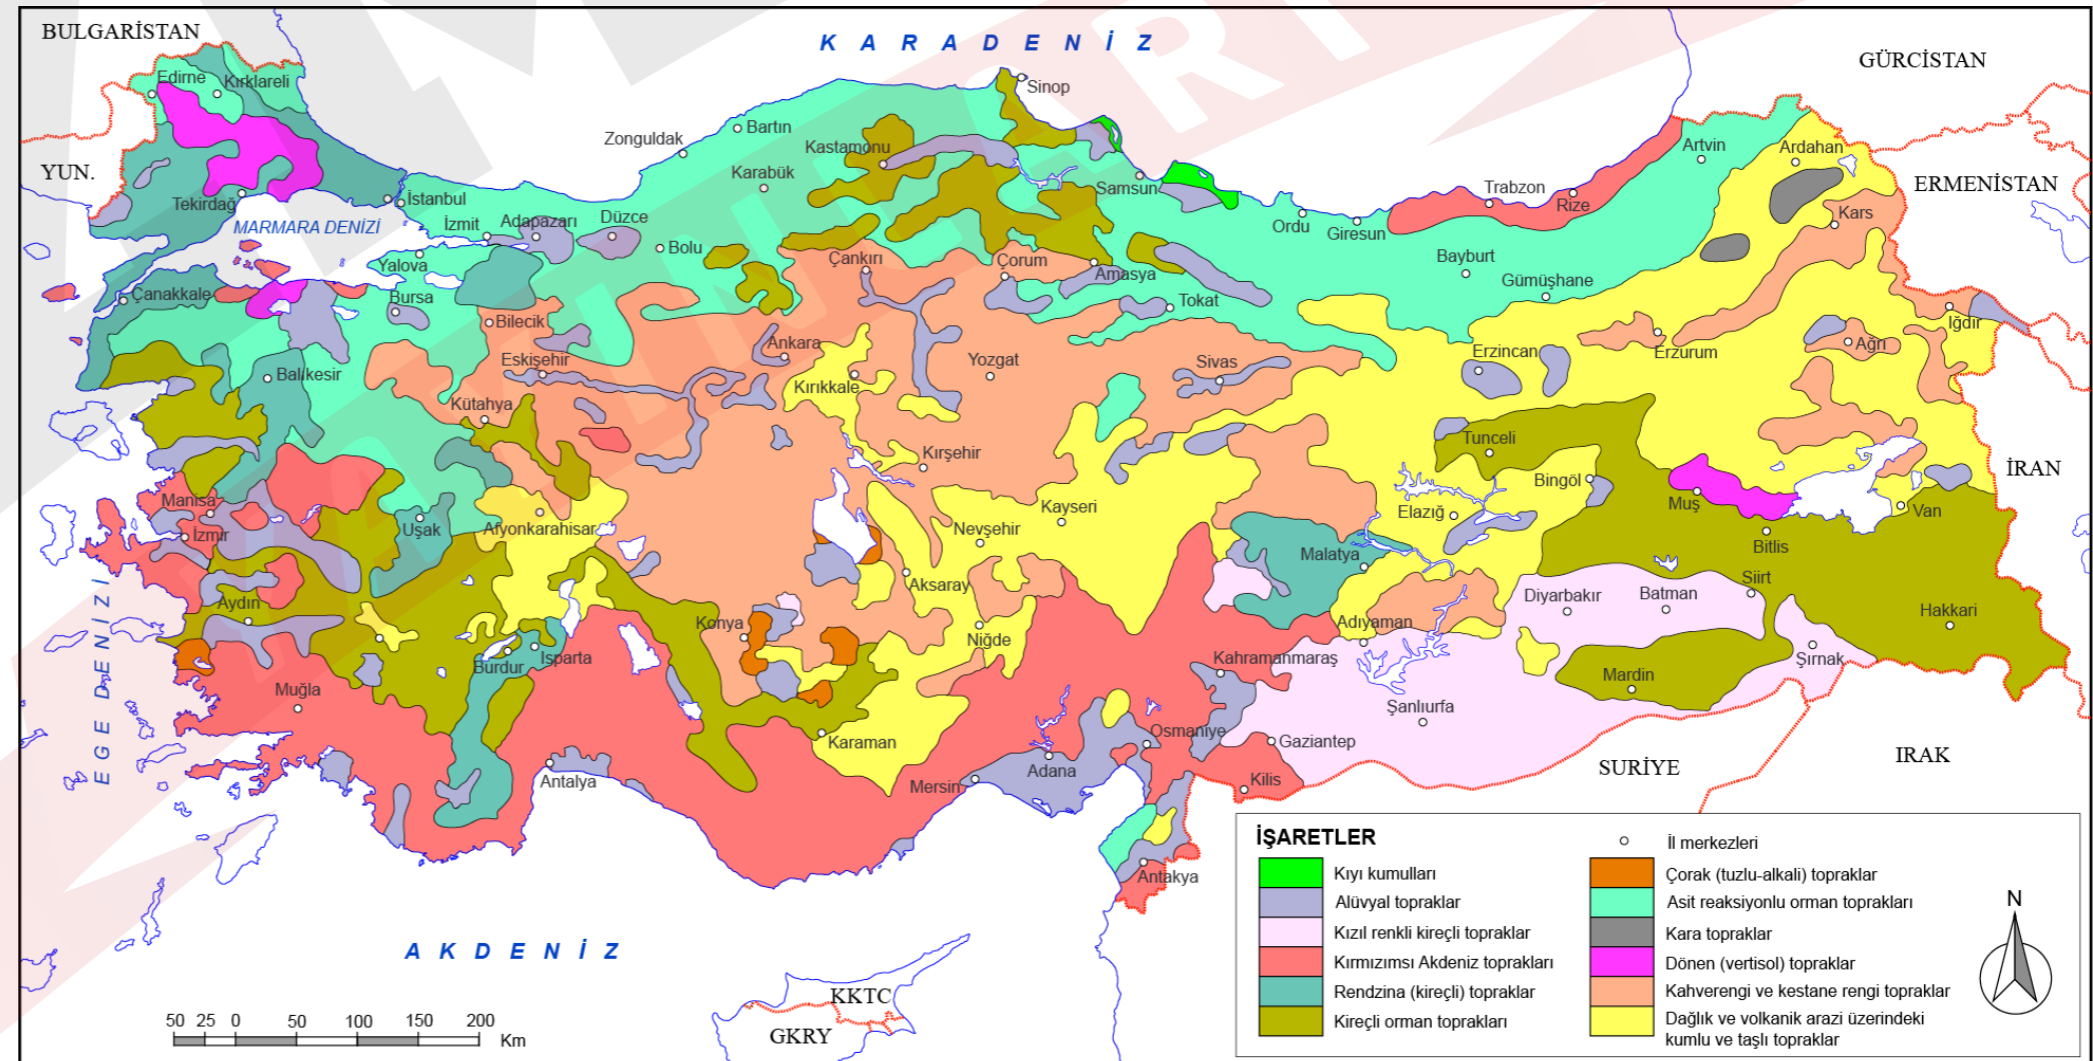 BULGARİSTAN
KARADENİZ
GÜRCİSTAN
Edirne
Kırklareli
Sinop
Zonguldak
Bartın
Kastamonu
Artvin
Ardahan
YUN.
Karabük
Samsun
Trabzon
ERMENİSTAN
Tekirdağ
İstanbul
Rize
Kars
MARMARA DENİZİ
İzmit
Adapazarı
Düzce
Ordu
Giresun
Bolu
Yalova
Çankırı
Çorum
Amasya
Bayburt
Gümüşhane
Çanakkale
Bursa
Tokat
Bilecik
Iğdır
Eskişehir
Ankara
Yozgat
Sivas
Erzincan
Erzurum
Ağrı
Balıkesir
Kırıkkale
Kütahya
Tunceli
Kırşehir
Bingöl
İRAN
Manisa
Uşak
Afyonkarahisar
Nevşehir
Kayseri
Elazığ
Muş
Van
İzmir
Malatya
Bitlis
Aksaray
Siirt
Aydın
Diyarbakır
Batman
Hakkari
Konya
Niğde
Adıyaman
EGE DENİZİ
Burdur
Isparta
Kahramanmaraş
Şırnak
Muğla
Mardin
Şanlıurfa
Karaman
Osmaniye
Gaziantep
Antalya
Mersin
Adana
Kilis
SURİYE
IRAK
Antakya
AKDENİZ
KKTC
GKRY
50 25 0 50 100 150 200 Km
İŞARETLER
Kıyı kumulları
Alüvyal topraklar
Kızıl renkli kireçli topraklar
Kırmızımsı Akdeniz toprakları
Rendzina (kireçli) topraklar
Kireçli orman toprakları
İl merkezleri
Çorak (tuzlu-alkali) topraklar
Asit reaksiyonlu orman toprakları
Kara topraklar
Dönen (vertisol) topraklar
Kahverengi ve kestane rengi topraklar
Dağlık ve volkanik arazi üzerindeki
kumlu ve taşlı topraklar
N